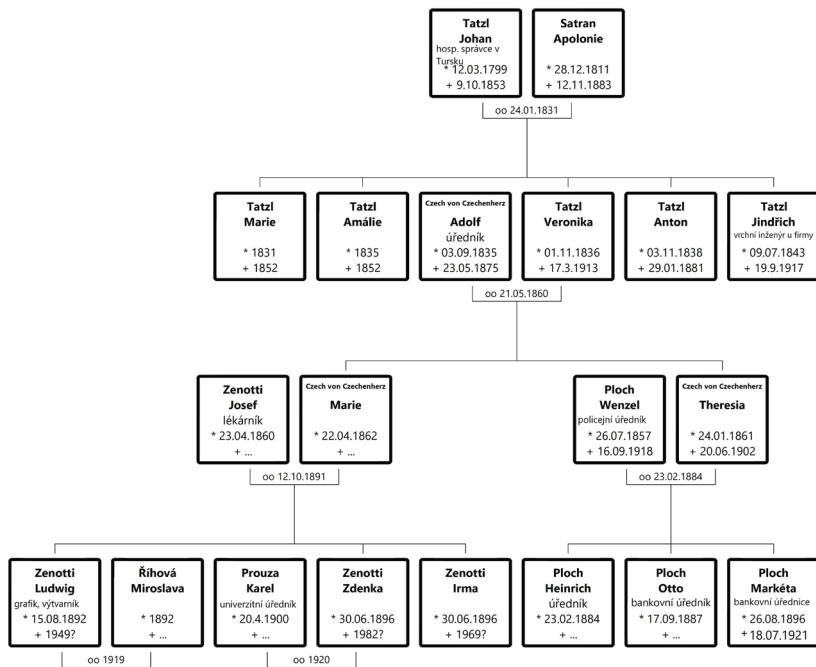 Tatzl
Johan
hosp. správce v
Tursku
* 12.03.1799
+ 9.10.1853
Satran
Apolonie
* 28.12.1811
+ 12.11.1883
oo 24.01.1831
Tatzl
Marie
* 1831
+ 1852
Tatzl
Amálie
* 1835
+ 1852
Czech von Czechenherz
Adolf
úředník
* 03.09.1835
+ 23.05.1875
Tatzl
Veronika
* 01.11.1836
+ 17.3.1913
Tatzl
Anton
* 03.11.1838
+ 29.01.1881
Tatzl
Jindřich
vrchní inženýr u firmy
* 09.07.1843
+ 19.9.1917
oo 21.05.1860
Zenotti
Josef
lékárník
* 23.04.1860
+ ...
Czech von Czechenherz
Marie
* 22.04.1862
+ ...
Ploch
Wenzel
policejní úředník
* 26.07.1857
+ 16.09.1918
Czech von Czechenherz
Theresia
* 24.01.1861
+ 20.06.1902
oo 12.10.1891
oo 23.02.1884
Zenotti
Ludwig
grafik, výtvarník
* 15.08.1892
+ 1949?
Říhová
Miroslava
* 1892
+ ...
Prouza
Karel
univerzitní úředník
* 20.4.1900
+ ...
Zenotti
Zdenka
* 30.06.1896
+ 1982?
Zenotti
Irma
* 30.06.1896
+ 1969?
Ploch
Heinrich
úředník
* 23.02.1884
+ ...
Ploch
Otto
bankovní úředník
* 17.09.1887
+ ...
Ploch
Markéta
bankovní úřednice
* 26.08.1896
+ 18.07.1921
oo 1919
oo 1920